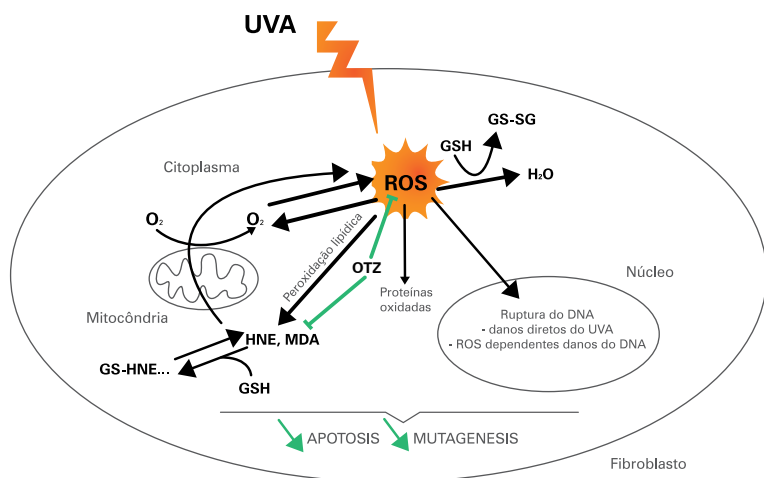 UVA
GS-SG
GSH
H₂O
Citoplasma
ROS
O₂
O₂
Peroxidação lipídica
OTZ
Proteínas
oxidadas
Núcleo
Ruptura do DNA
- danos diretos do UVA
- ROS dependentes danos do DNA
Mitocôndria
HNE, MDA
GS-HNE...
GSH
APOTOSIS
MUTAGENESIS
Fibroblasto